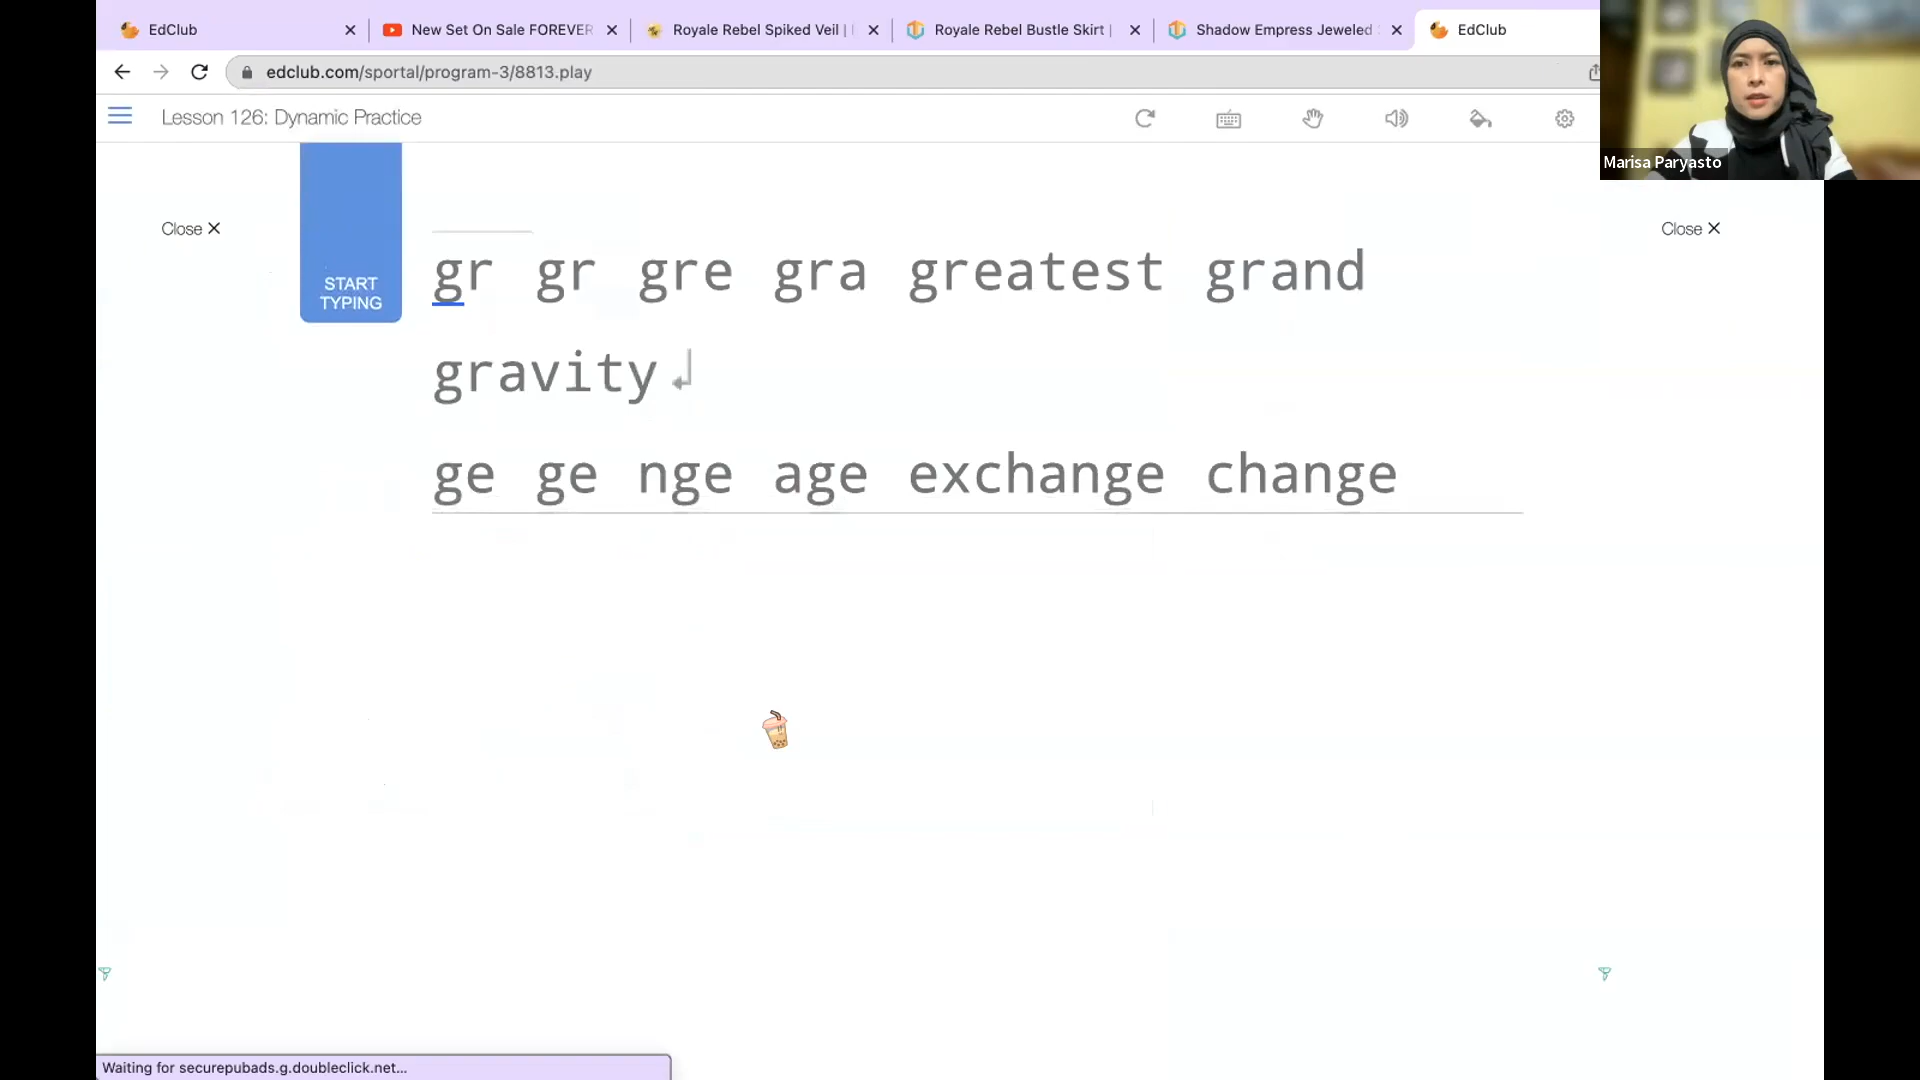 EdClub
New Set On Sale FOREVER
Royale Rebel Spiked Veil |
Royale Rebel Bustle Skirt |
Shadow Empress Jeweled
EdClub
edclub.com/sportal/program-3/8813.play
Lesson 126: Dynamic Practice
Marisa Paryasto
Close
Close
START
TYPING
gr gr gre gra greatest grand
gravity
ge ge nge age exchange change
Waiting for securepubads.g.doubleclick.net...